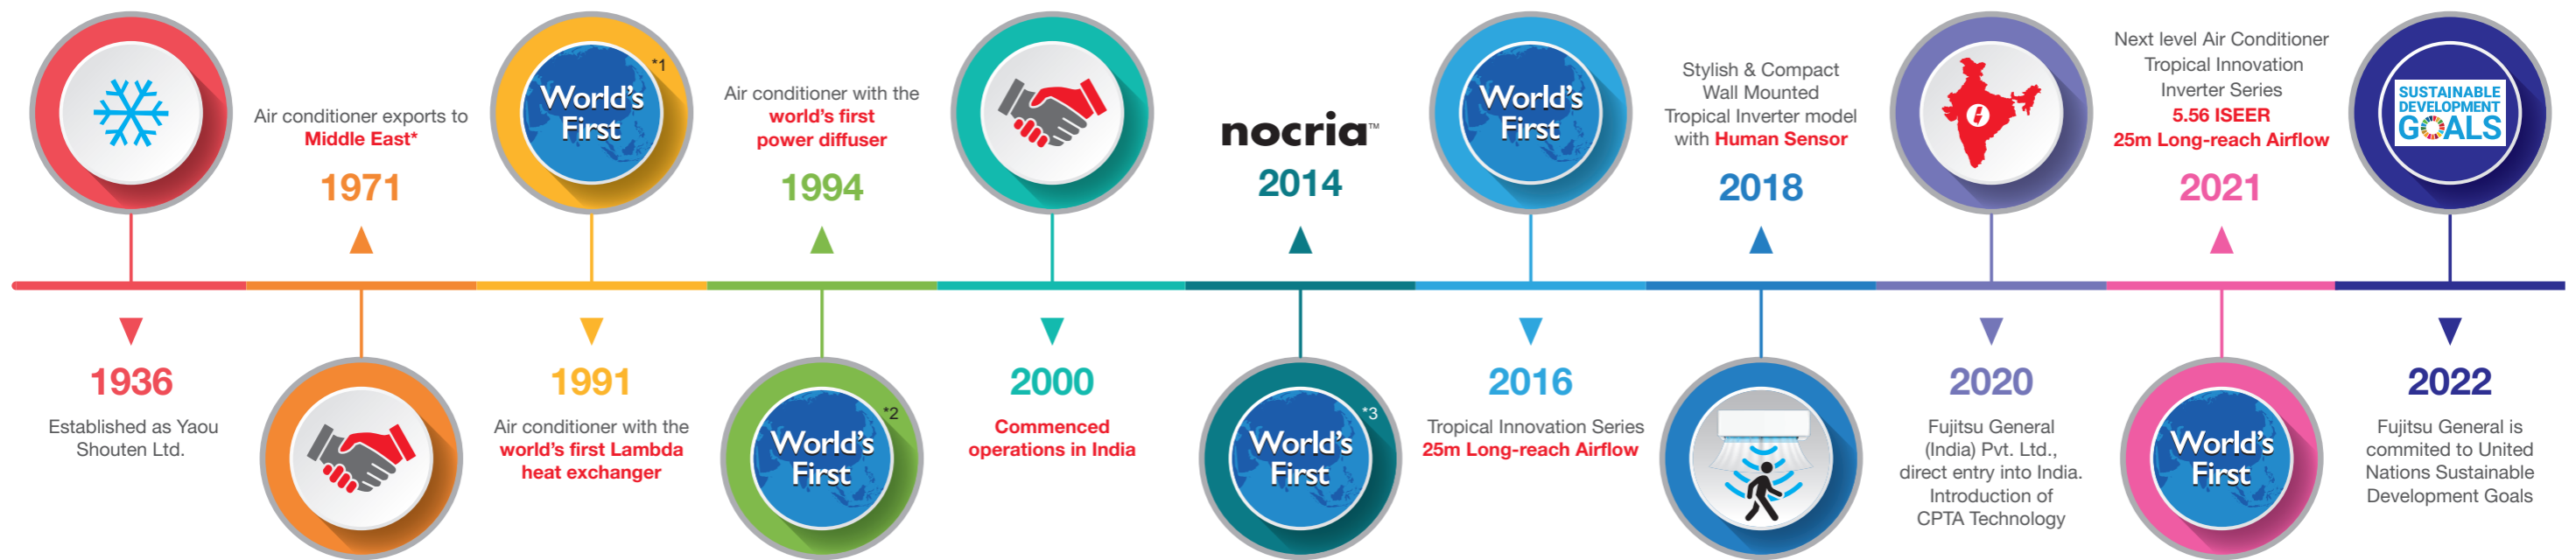 1936
Established as Yaou
Shouten Ltd.
Air conditioner exports to
Middle East*
1971
World's
First
*1
1991
Air conditioner with the
world's first Lambda
heat exchanger
Air conditioner with the
world's first
power diffuser
1994
World's
First
*2
2000
Commenced
operations in India
nocria™
2014
World's
First
*3
World's
First
2016
Tropical Innovation Series
25m Long-reach Airflow
Stylish & Compact
Wall Mounted
Tropical Inverter model
with Human Sensor
2018
2020
Fujitsu General
(India) Pvt. Ltd.,
direct entry into India.
Introduction of
CPTA Technology
Next level Air Conditioner
Tropical Innovation
Inverter Series
5.56 ISEER
25m Long-reach Airflow
2021
World's
First
SUSTAINABLE
DEVELOPMENT
GOALS
2022
Fujitsu General is
commited to United
Nations Sustainable
Development Goals